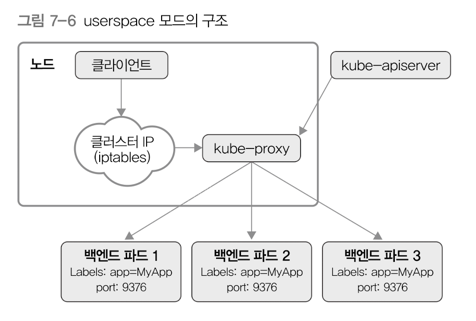 그림 7-6 userspace 모드의 구조
노드
클라이언트
kube-apiserver
클러스터 IP
(iptables)
kube-proxy
백엔드 파드 1
Labels: app=MyApp
port: 9376
백엔드 파드 2
Labels: app=MyApp
port: 9376
백엔드 파드 3
Labels: app=MyApp
port: 9376